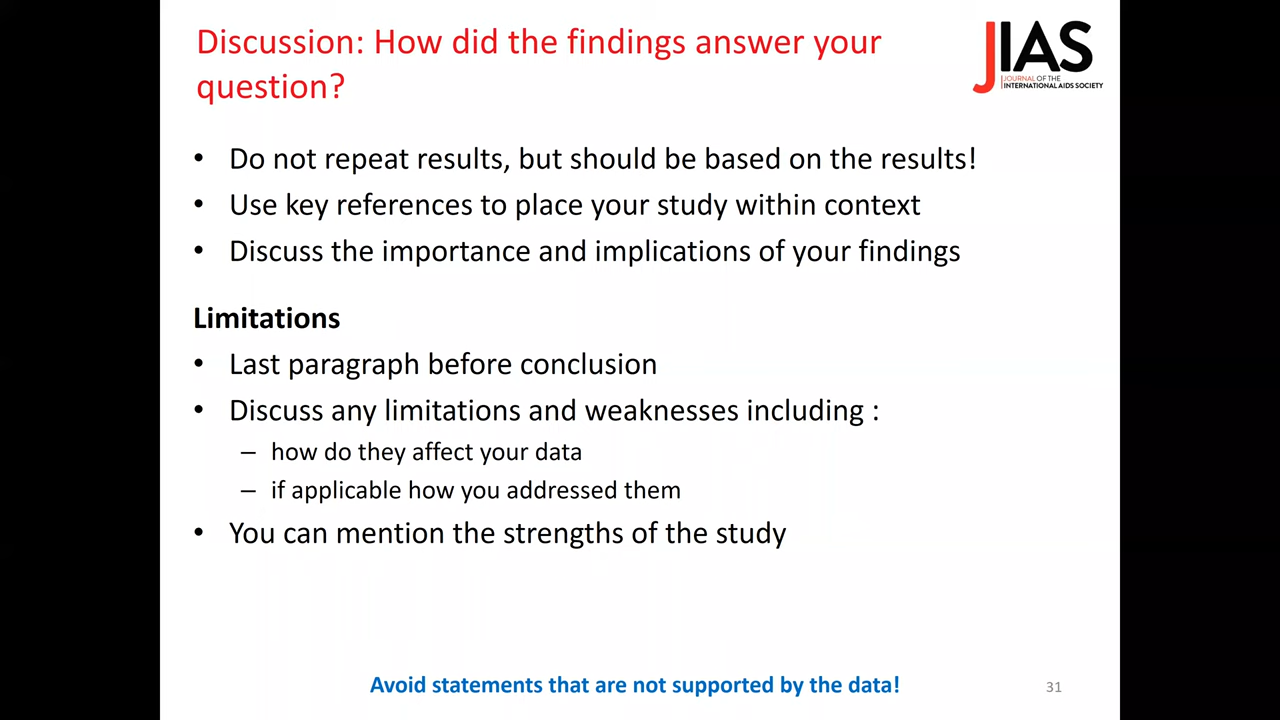 Discussion: How did the findings answer your
question?
JIAS
JOURNAL OF THE
INTERNATIONAL AIDS SOCIETY
• Do not repeat results, but should be based on the results!
• Use key references to place your study within context
• Discuss the importance and implications of your findings
Limitations
• Last paragraph before conclusion
• Discuss any limitations and weaknesses including :
– how do they affect your data
– if applicable how you addressed them
• You can mention the strengths of the study
Avoid statements that are not supported by the data!
31